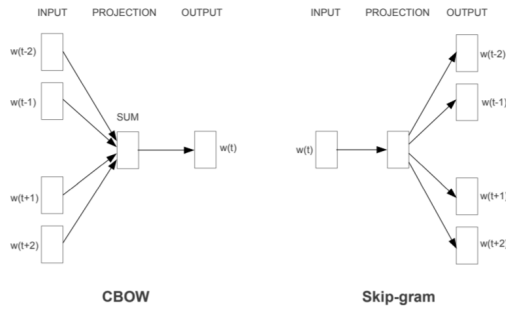 INPUT PROJECTION OUTPUT
w(t-2)
w(t-1)
SUM
w(t)
w(t+1)
w(t+2)
CBOW
INPUT PROJECTION OUTPUT
w(t-2)
w(t-1)
w(t)
w(t+1)
w(t+2)
Skip-gram